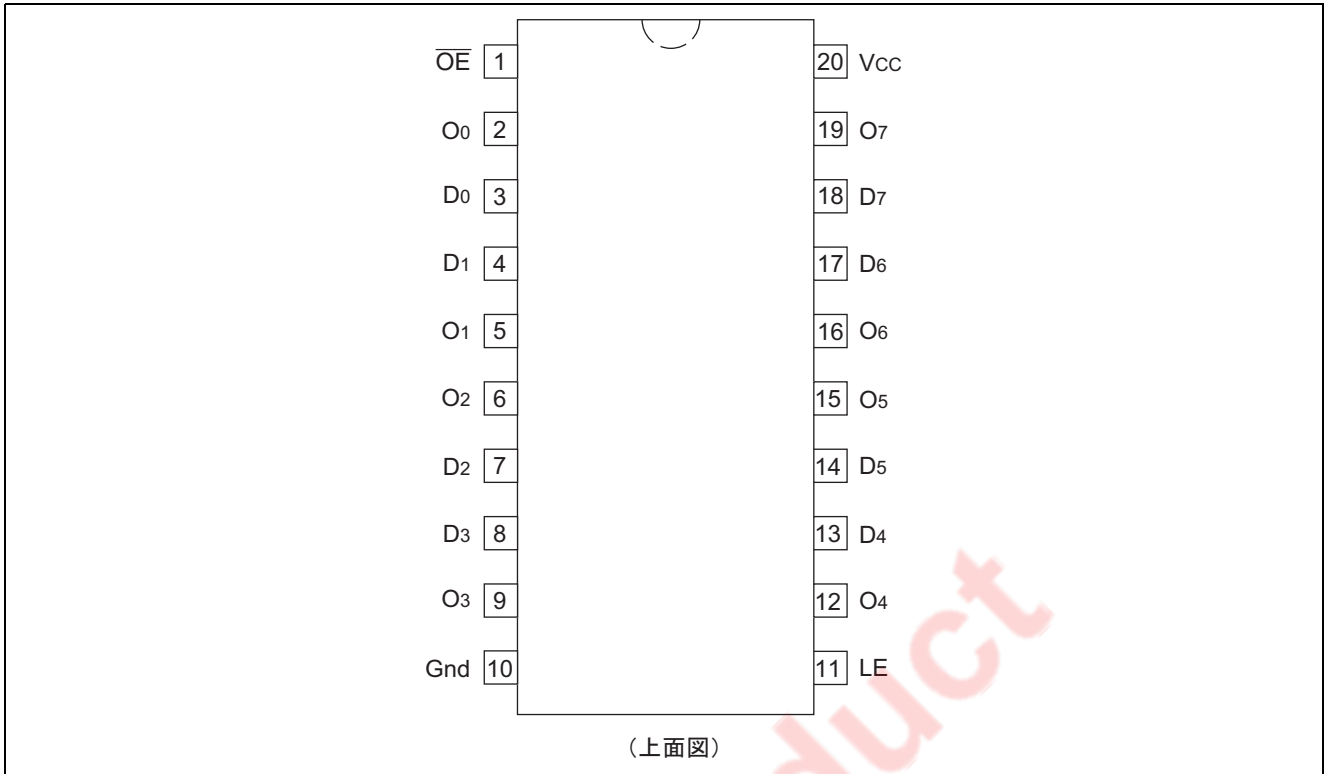 OE 1 20 VCC
O0 2 19 O7
D0 3 18 D7
D1 4 17 D6
O1 5 16 O6
O2 6 15 O5
D2 7 14 D5
D3 8 13 D4
O3 9 12 O4
Gnd 10 11 LE
(上面図)